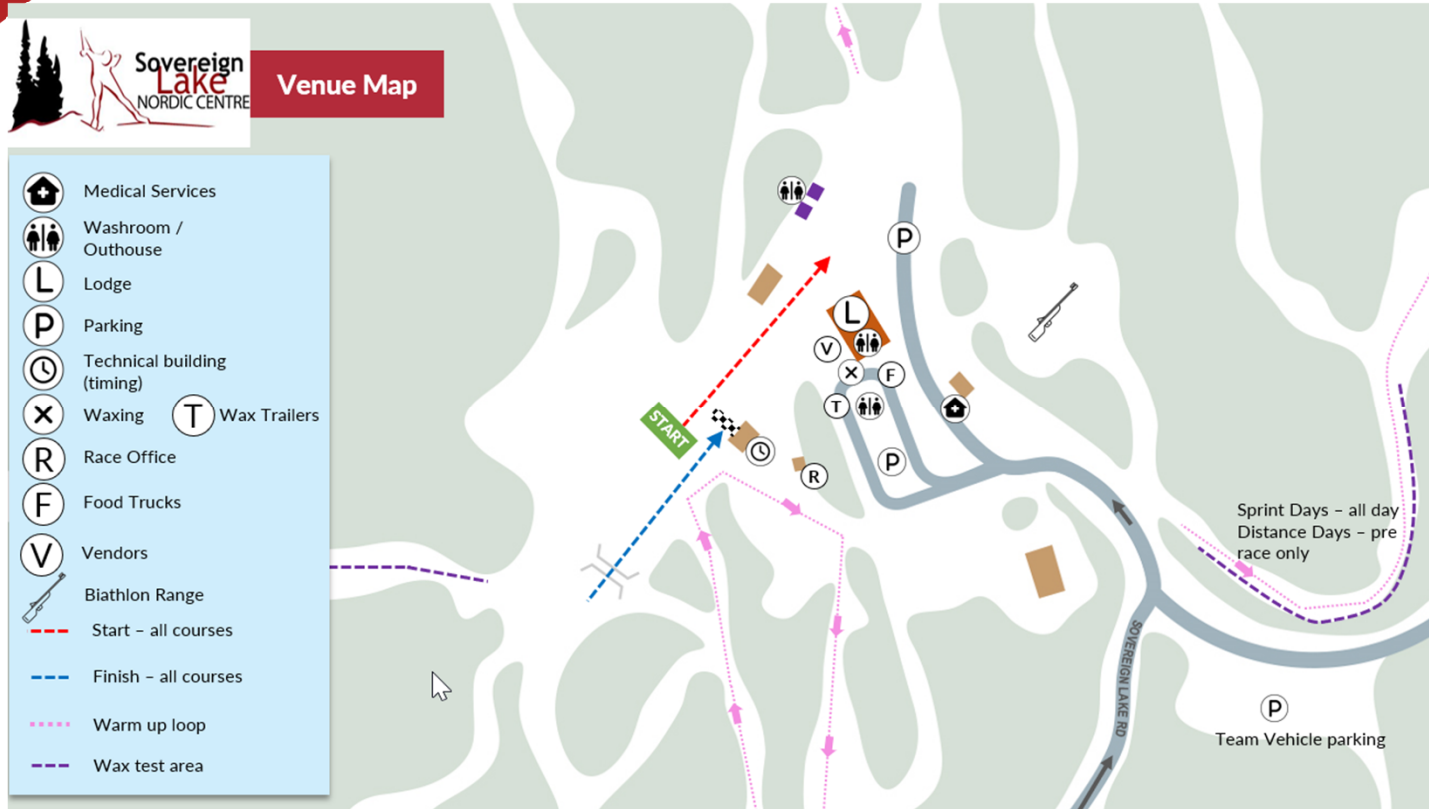 Sovereign
Lake
NORDIC CENTRE
Venue Map
Medical Services
Washroom /
Outhouse
L Lodge
P Parking
Technical building
(timing)
Waxing T Wax Trailers
R Race Office
F Food Trucks
V Vendors
Biathlon Range
Start – all courses
Finish – all courses
Warm up loop
Wax test area
P
L
V
F
T
P
START
R
Sprint Days – all day
Distance Days – pre
race only
SOVEREIGN LAKE RD
P
Team Vehicle parking